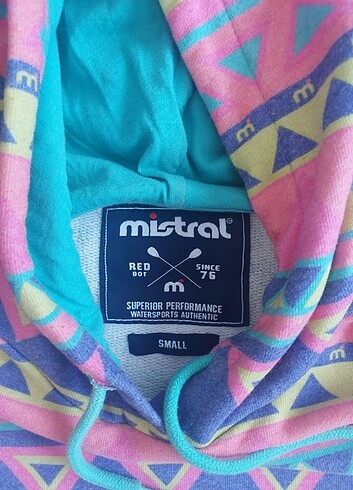 mistral®
RED SINCE
DOT 76
m
SUPERIOR PERFORMANCE
WATERSPORTS AUTHENTIC
SMALL